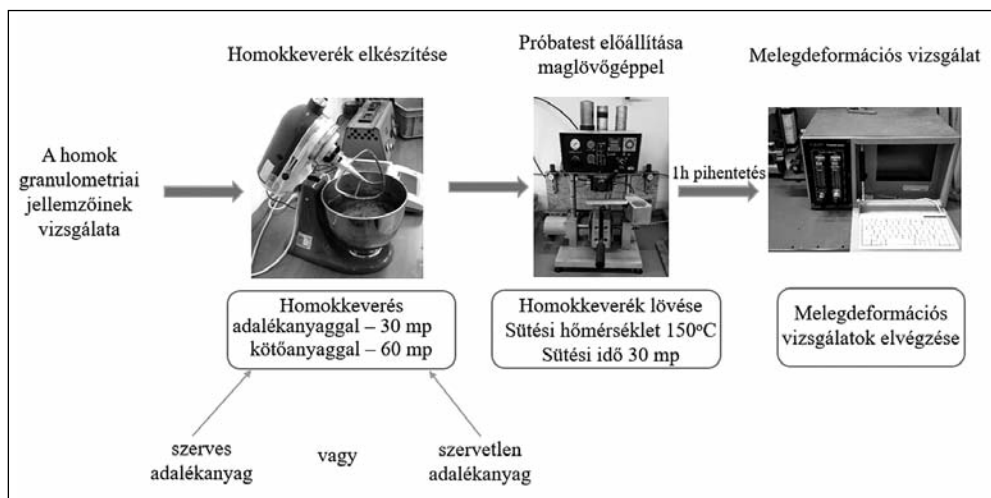 A homok
granulometriai
jellemzőinek
vizsgálata
Homokkeverék elkészítése
Homokkeverés
adalékanyaggal – 30 mp
kötőanyaggal – 60 mp
szerves
adalékanyag
vagy
szervetlen
adalékanyag
Próbatest előállítása
maglövőgéppel
Homokkeverék lövése
Sütési hőmérséklet 150°C
Sütési idő 30 mp
1h pihentetés
Melegdeformációs vizsgálat
Melegdeformációs
vizsgálatok elvégzése